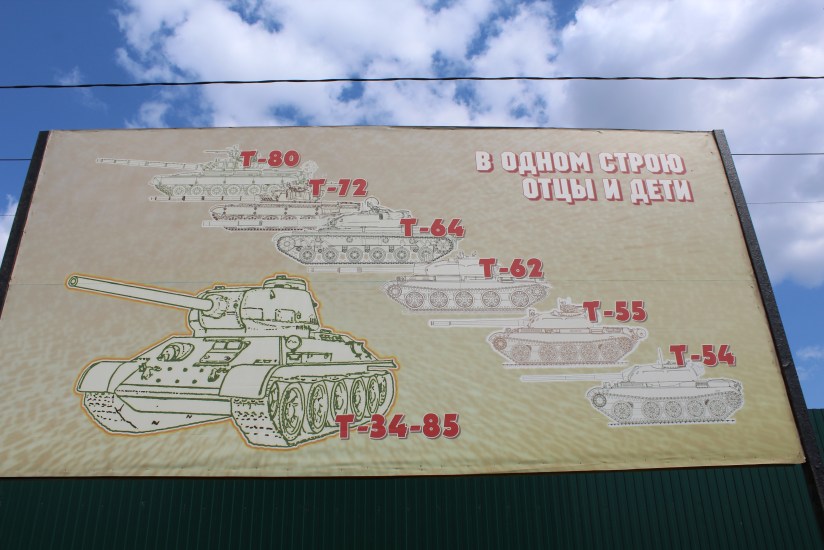 Т-80
В ОДНОМ СТРОЮ
ОТЦЫ И ДЕТИ
Т-72
Т-64
Т-62
Т-55
Т-54
Т-34-85